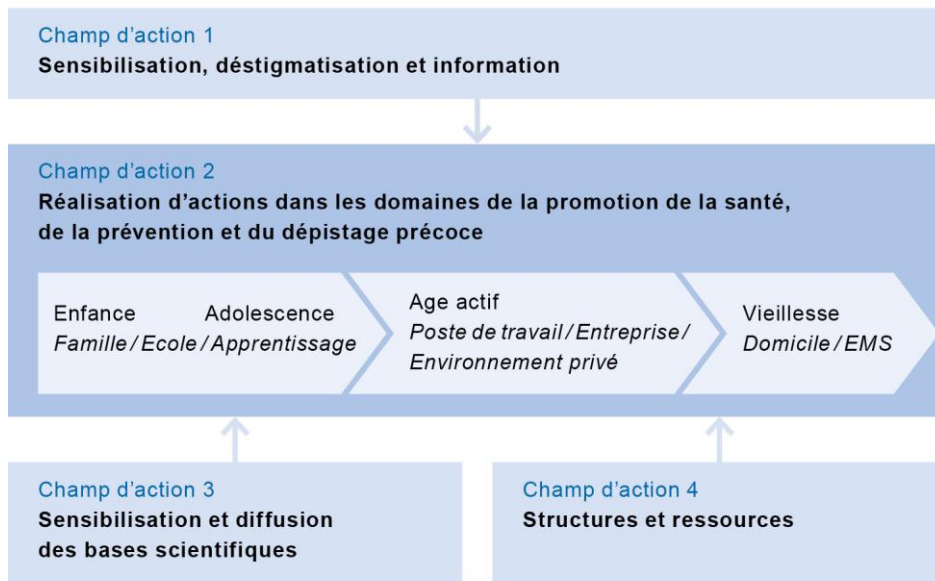 Champ d'action 1
Sensibilisation, déstigmatisation et information
Champ d'action 2
Réalisation d'actions dans les domaines de la promotion de la santé,
de la prévention et du dépistage précoce
Enfance Adolescence
Famille / Ecole / Apprentissage
Age actif
Poste de travail / Entreprise /
Environnement privé
Vieillesse
Domicile / EMS
Champ d'action 3
Sensibilisation et diffusion
des bases scientifiques
Champ d'action 4
Structures et ressources